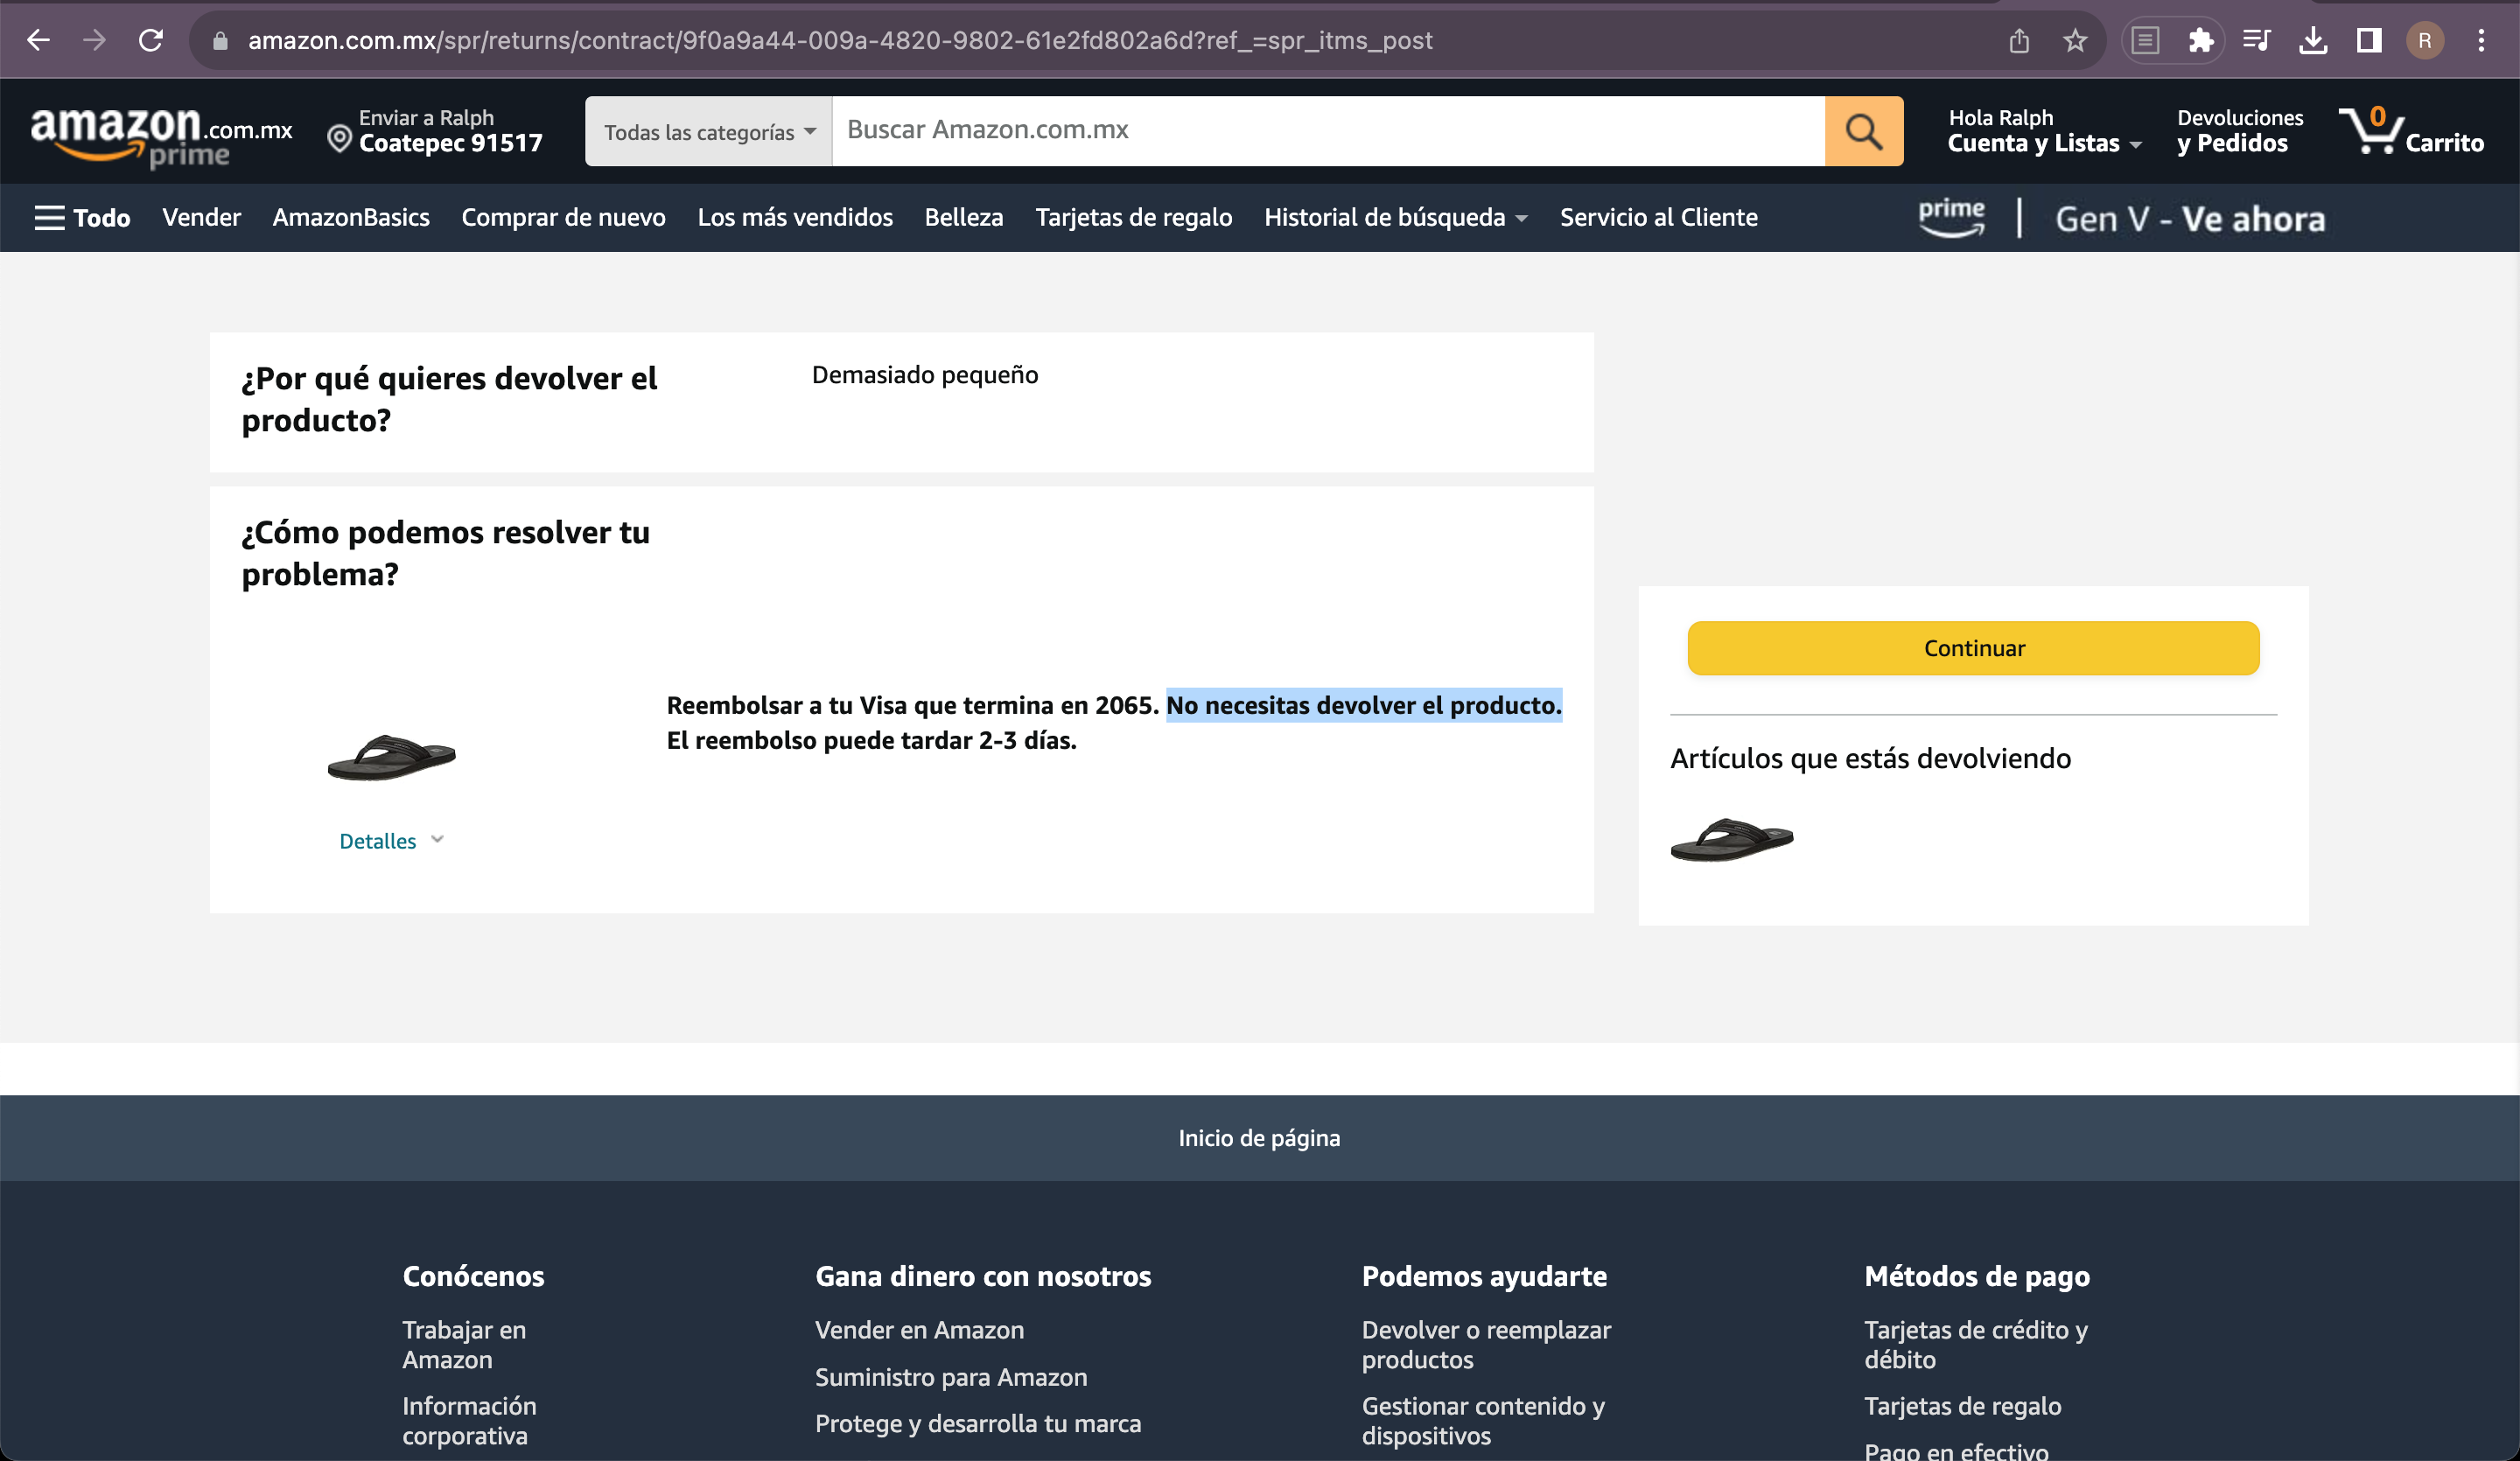 amazon.com.mx/spr/returns/contract/9f0a9a44-009a-4820-9802-61e2fd802a6d?ref_=spr_itms_post
R
amazon.com.mx
prime
Enviar a Ralph
Coatepec 91517
Todas las categorías
Buscar Amazon.com.mx
Hola Ralph
Cuenta y Listas
Devoluciones
y Pedidos
0
Carrito
Todo
Vender
AmazonBasics
Comprar de nuevo
Los más vendidos
Belleza
Tarjetas de regalo
Historial de búsqueda
Servicio al Cliente
prime
Gen V - Ve ahora
¿Por qué quieres devolver el
producto?
Demasiado pequeño
¿Cómo podemos resolver tu
problema?
Reembolsar a tu Visa que termina en 2065. No necesitas devolver el producto.
El reembolso puede tardar 2-3 días.
Detalles
Continuar
Artículos que estás devolviendo
Inicio de página
Conócenos
Trabajar en
Amazon
Información
corporativa
Gana dinero con nosotros
Vender en Amazon
Suministro para Amazon
Protege y desarrolla tu marca
Podemos ayudarte
Devolver o reemplazar
productos
Gestionar contenido y
dispositivos
Métodos de pago
Tarjetas de crédito y
débito
Tarjetas de regalo
Pago en efectivo